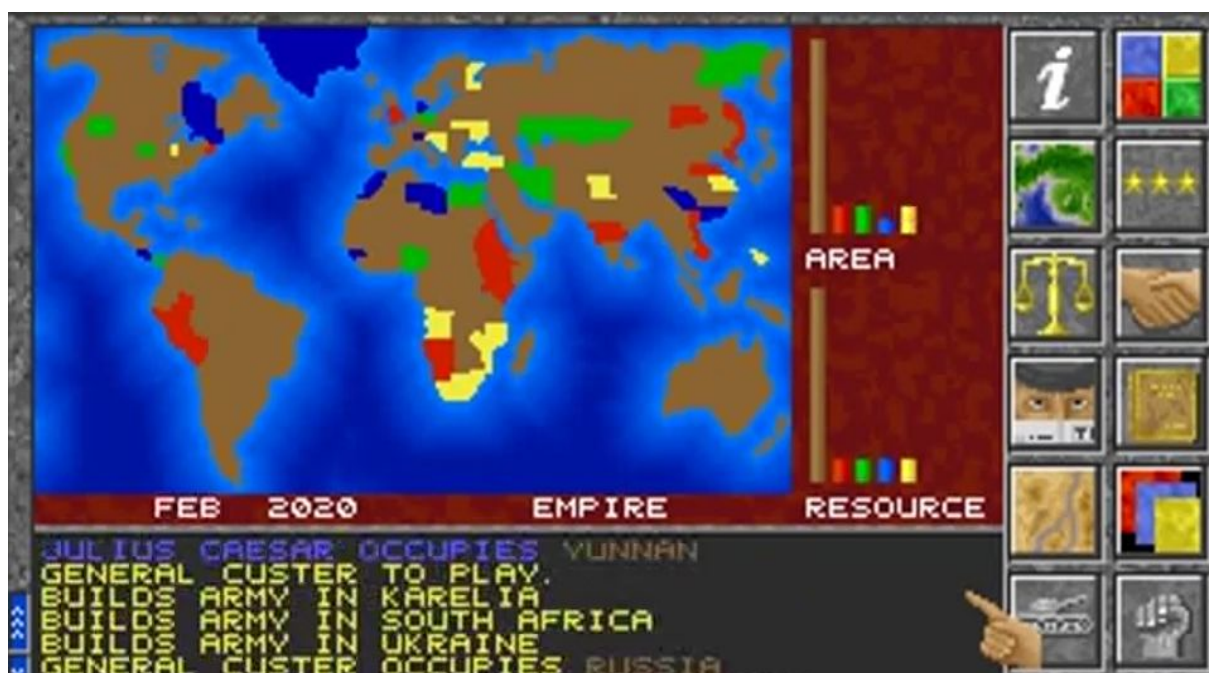 AREA
FEB 2020 EMPIRE RESOURCE
JULIUS CAESAR OCCUPIES YUNNAN
GENERAL CUSTER TO PLAY.
BUILDS ARMY IN KARELIA
BUILDS ARMY IN SOUTH AFRICA
BUILDS ARMY IN UKRAINE
GENERAL CUSTER OCCUPIES RUSSIA